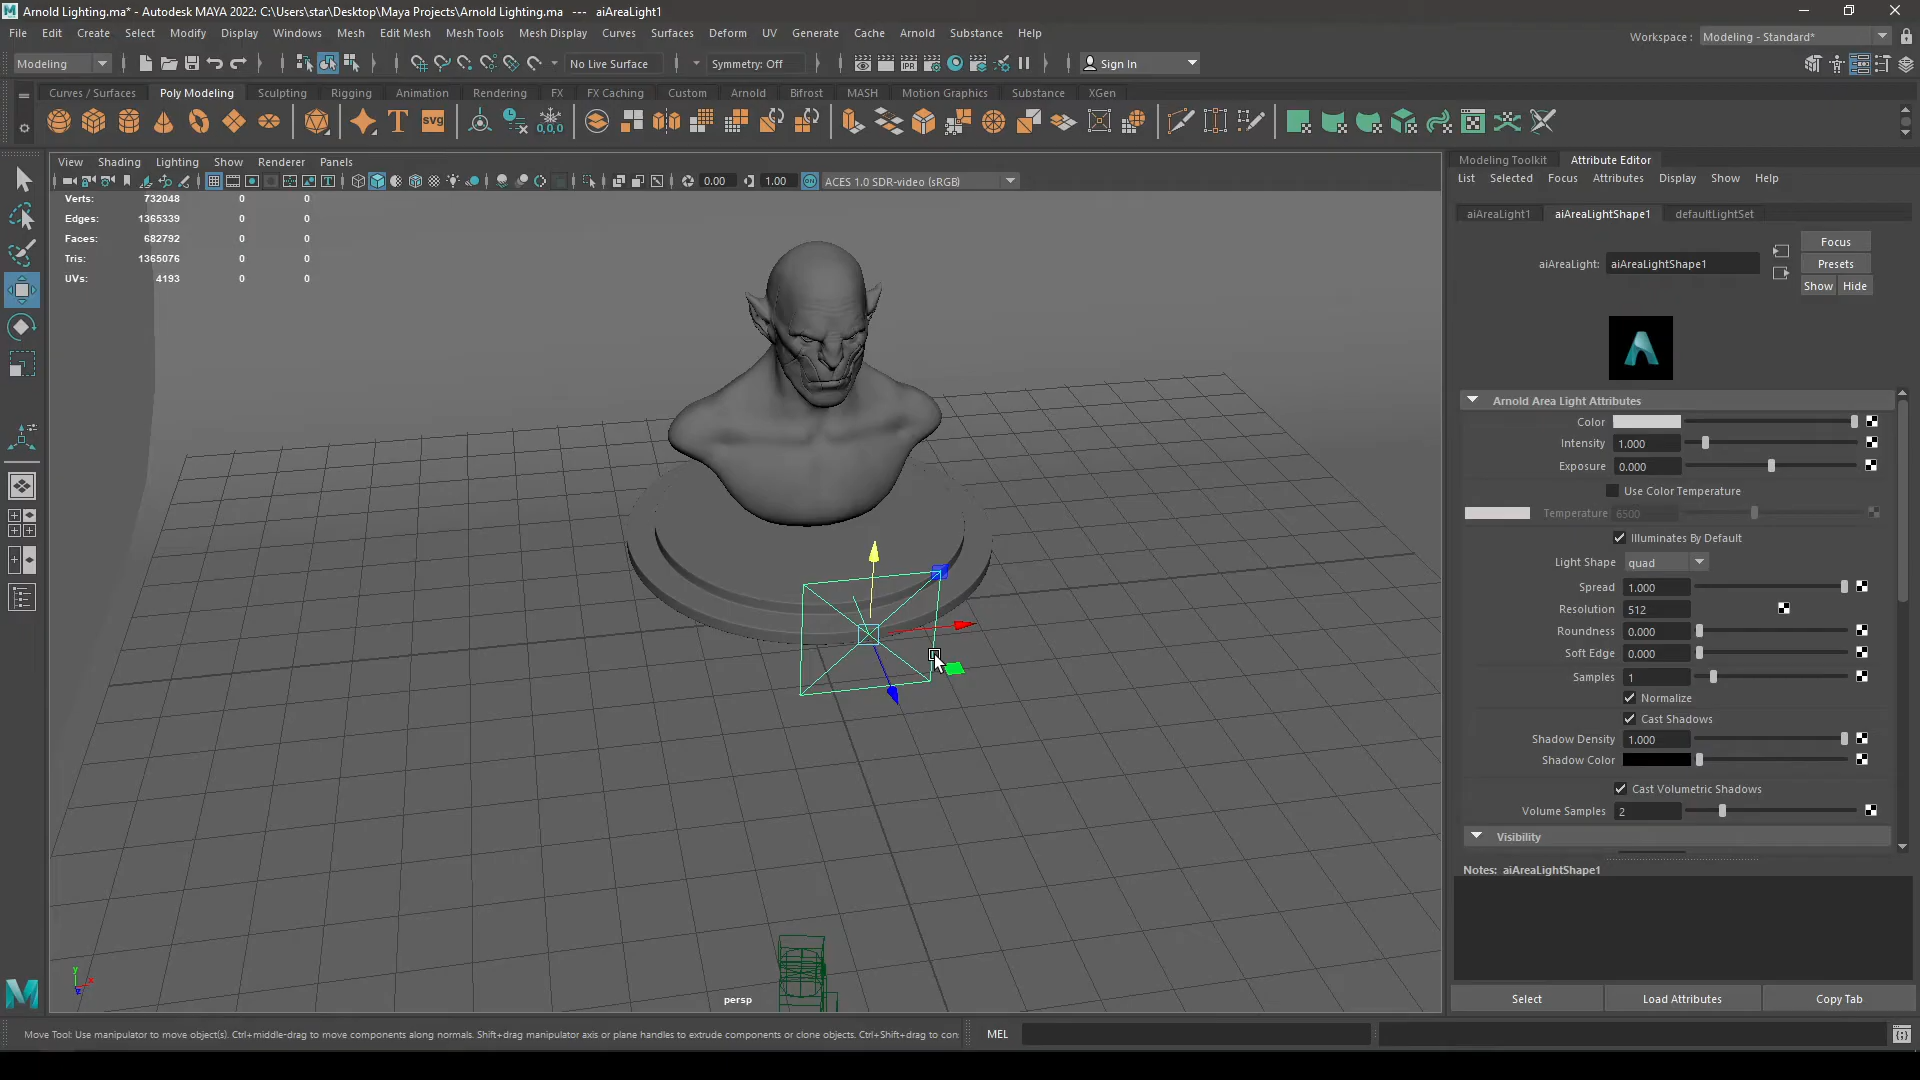 Arnold Lighting.ma* - Autodesk MAYA 2022: C:\Users\star\Desktop\Maya Projects\Arnold Lighting.ma --- aiAreaLight1
File Edit Create Select Modify Display Windows Mesh Edit Mesh Mesh Tools Mesh Display Curves Surfaces Deform UV Generate Cache Arnold Substance Help
Workspace : Modeling - Standard*
Modeling No Live Surface Symmetry: Off Sign In
Curves / Surfaces Poly Modeling Sculpting Rigging Animation Rendering FX FX Caching Custom Arnold Bifrost MASH Motion Graphics Substance XGen
View Shading Lighting Show Renderer Panels
0.00 1.00 ACES 1.0 SDR-video (sRGB)
Verts: 732048 0 0
Edges: 1365339 0 0
Faces: 682792 0 0
Tris: 1365076 0 0
UVs: 4193 0 0
persp
Modeling Toolkit Attribute Editor
List Selected Focus Attributes Display Show Help
aiAreaLight1 aiAreaLightShape1 defaultLightSet
aiAreaLight: aiAreaLightShape1
Focus
Presets
Show Hide
Arnold Area Light Attributes
Color
Intensity 1.000
Exposure 0.000
Use Color Temperature
Temperature 6500
Illuminates By Default
Light Shape quad
Spread 1.000
Resolution 512
Roundness 0.000
Soft Edge 0.000
Samples 1
Normalize
Cast Shadows
Shadow Density 1.000
Shadow Color
Cast Volumetric Shadows
Volume Samples 2
Visibility
Notes: aiAreaLightShape1
Select Load Attributes Copy Tab
Move Tool: Use manipulator to move object(s). Ctrl+middle-drag to move components along normals. Shift+drag manipulator axis or plane handles to extrude components or clone objects. Ctrl+Shift+drag to con
MEL